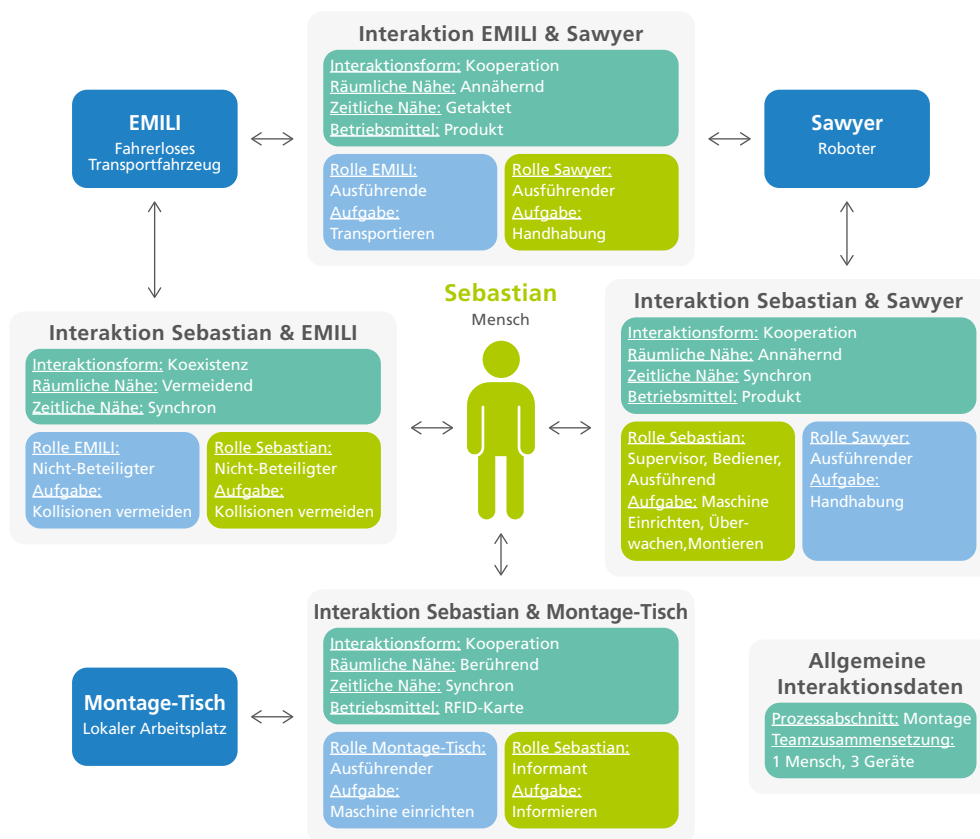 Interaktion EMILI & Sawyer
Interaktionsform: Kooperation
Räumliche Nähe: Annähernd
Zeitliche Nähe: Getaktet
Betriebsmittel: Produkt
Rolle EMILI:
Ausführende
Aufgabe:
Transportieren
Rolle Sawyer:
Ausführender
Aufgabe:
Handhabung
EMILI
Fahrerloses
Transportfahrzeug
Sawyer
Roboter
Sebastian
Mensch
Interaktion Sebastian & EMILI
Interaktionsform: Koexistenz
Räumliche Nähe: Vermeidend
Zeitliche Nähe: Synchron
Rolle EMILI:
Nicht-Beteiligter
Aufgabe:
Kollisionen vermeiden
Rolle Sebastian:
Nicht-Beteiligter
Aufgabe:
Kollisionen vermeiden
Interaktion Sebastian & Sawyer
Interaktionsform: Kooperation
Räumliche Nähe: Annähernd
Zeitliche Nähe: Synchron
Betriebsmittel: Produkt
Rolle Sebastian:
Supervisor, Bediener,
Ausführend
Aufgabe: Maschine
Einrichten, Über-
wachen,Montieren
Rolle Sawyer:
Ausführender
Aufgabe:
Handhabung
Interaktion Sebastian & Montage-Tisch
Interaktionsform: Kooperation
Räumliche Nähe: Berührend
Zeitliche Nähe: Synchron
Betriebsmittel: RFID-Karte
Rolle Montage-Tisch:
Ausführender
Aufgabe:
Maschine einrichten
Rolle Sebastian:
Informant
Aufgabe:
Informieren
Montage-Tisch
Lokaler Arbeitsplatz
Allgemeine
Interaktionsdaten
Prozessabschnitt: Montage
Teamzusammensetzung:
1 Mensch, 3 Geräte